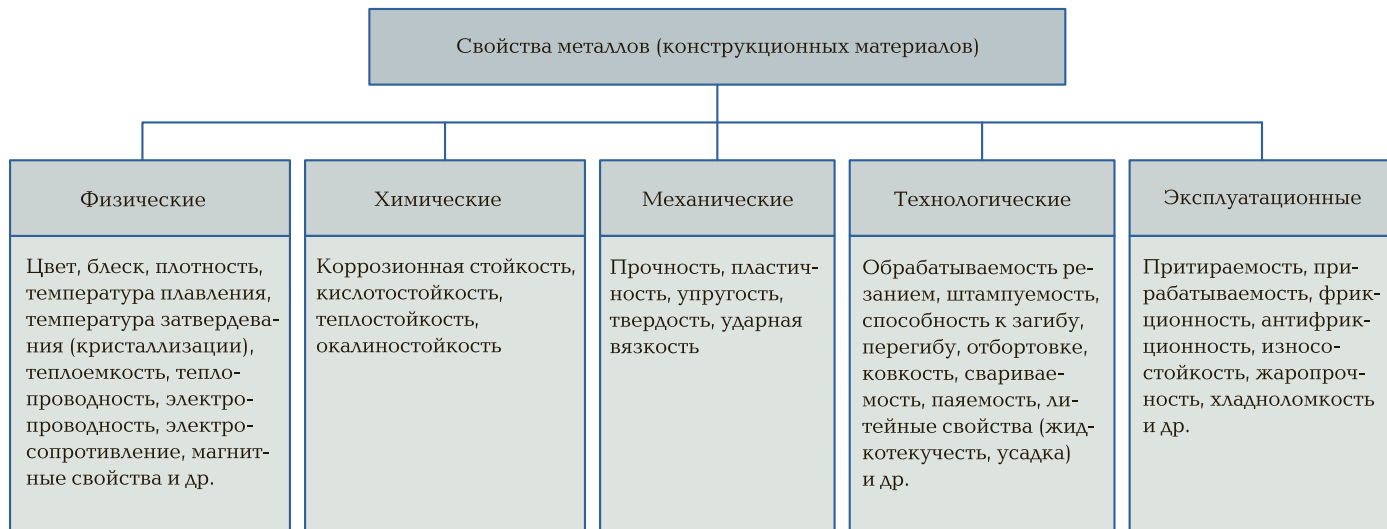 Свойства металлов (конструкционных материалов)
Физические
Цвет, блеск, плотность,
температура плавления,
температура затвердева-
ния (кристаллизации),
теплоемкость, тепло-
проводность, электро-
проводность, электро-
сопротивление, магнит-
ные свойства и др.
Химические
Коррозионная стойкость,
кислотостойкость,
теплостойкость,
окалиностойкость
Механические
Прочность, пластич-
ность, упругость,
твердость, ударная
вязкость
Технологические
Обрабатываемость ре-
занием, штампуемость,
способность к загибу,
перегибу, отбортовке,
ковкость, сваривае-
мость, паяемость, ли-
тейные свойства (жид-
котекучесть, усадка)
и др.
Эксплуатационные
Притираемость, при-
рабатываемость, фрик-
ционность, антифрик-
ционность, износо-
стойкость, жаропроч-
ность, хладноломкость
и др.